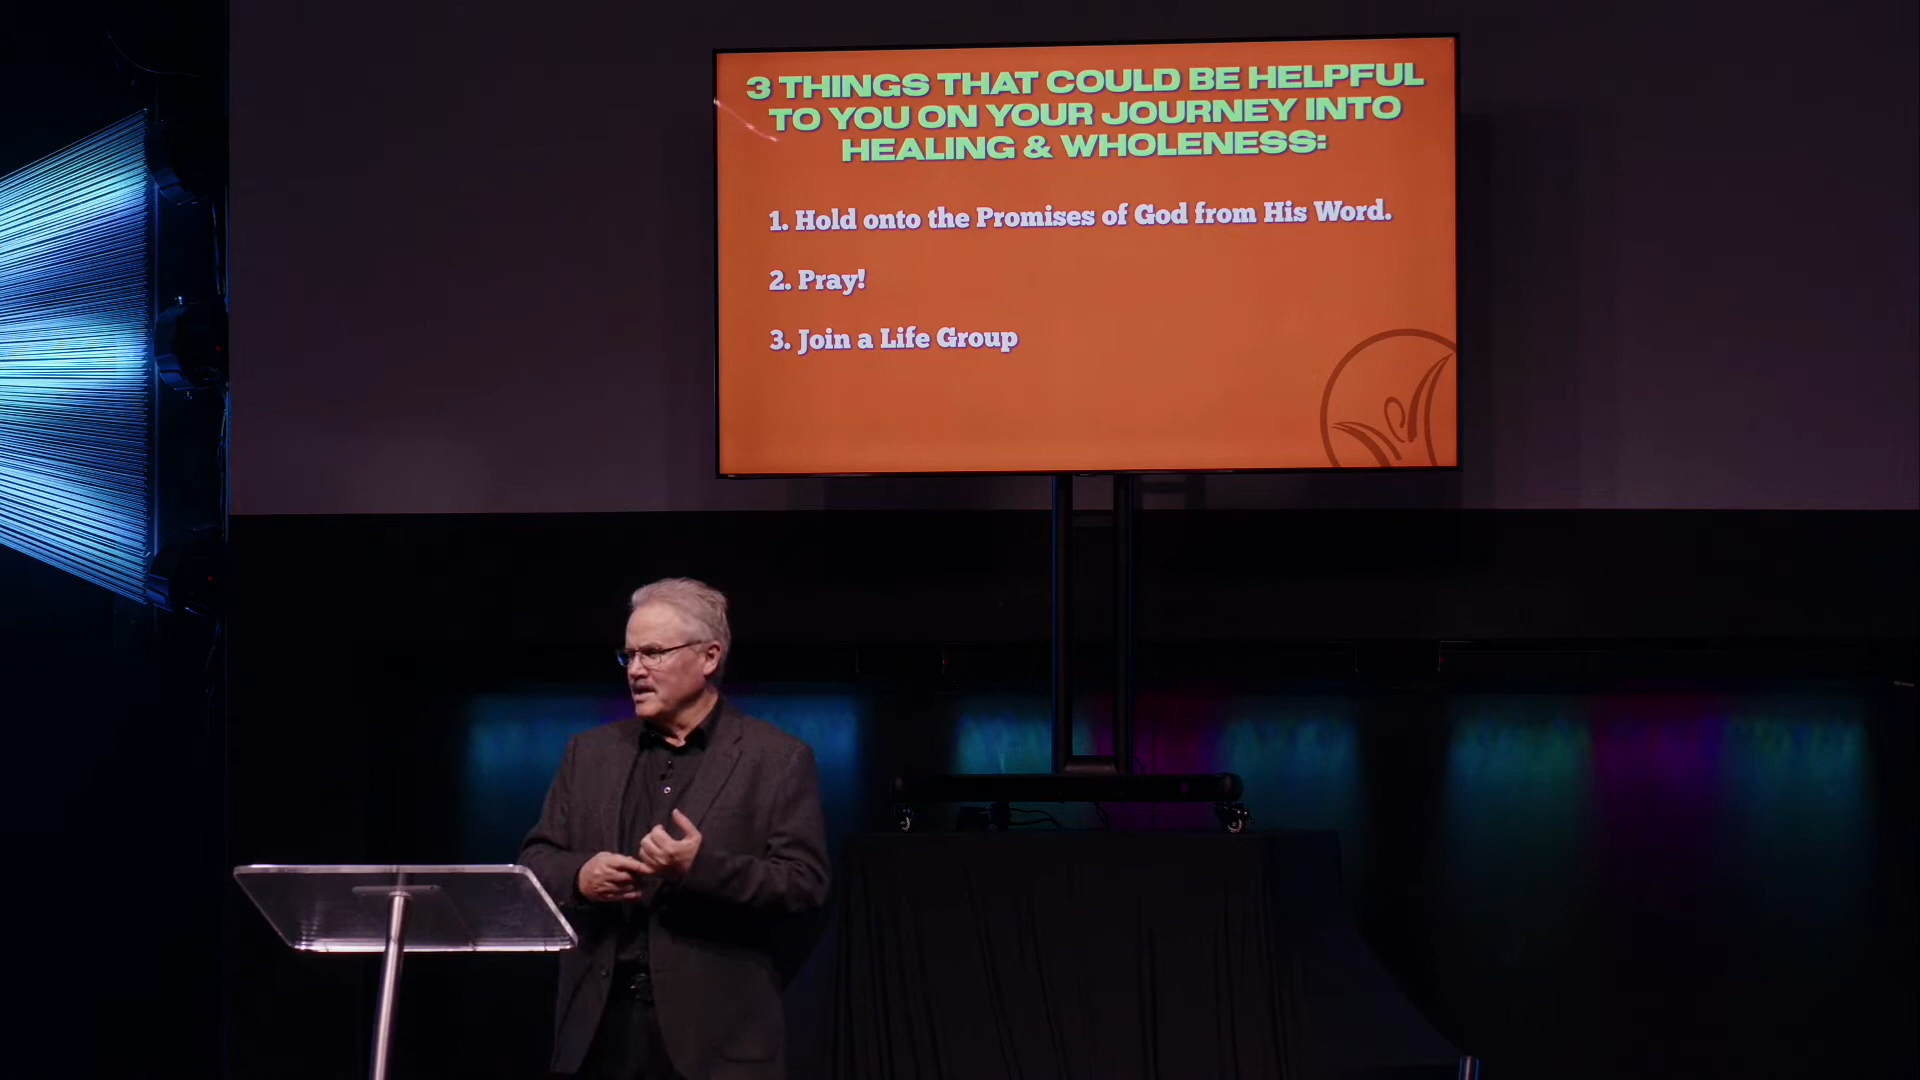 3 THINGS THAT COULD BE HELPFUL
TO YOU ON YOUR JOURNEY INTO
HEALING & WHOLENESS:
1. Hold onto the Promises of God from His Word.
2. Pray!
3. Join a Life Group